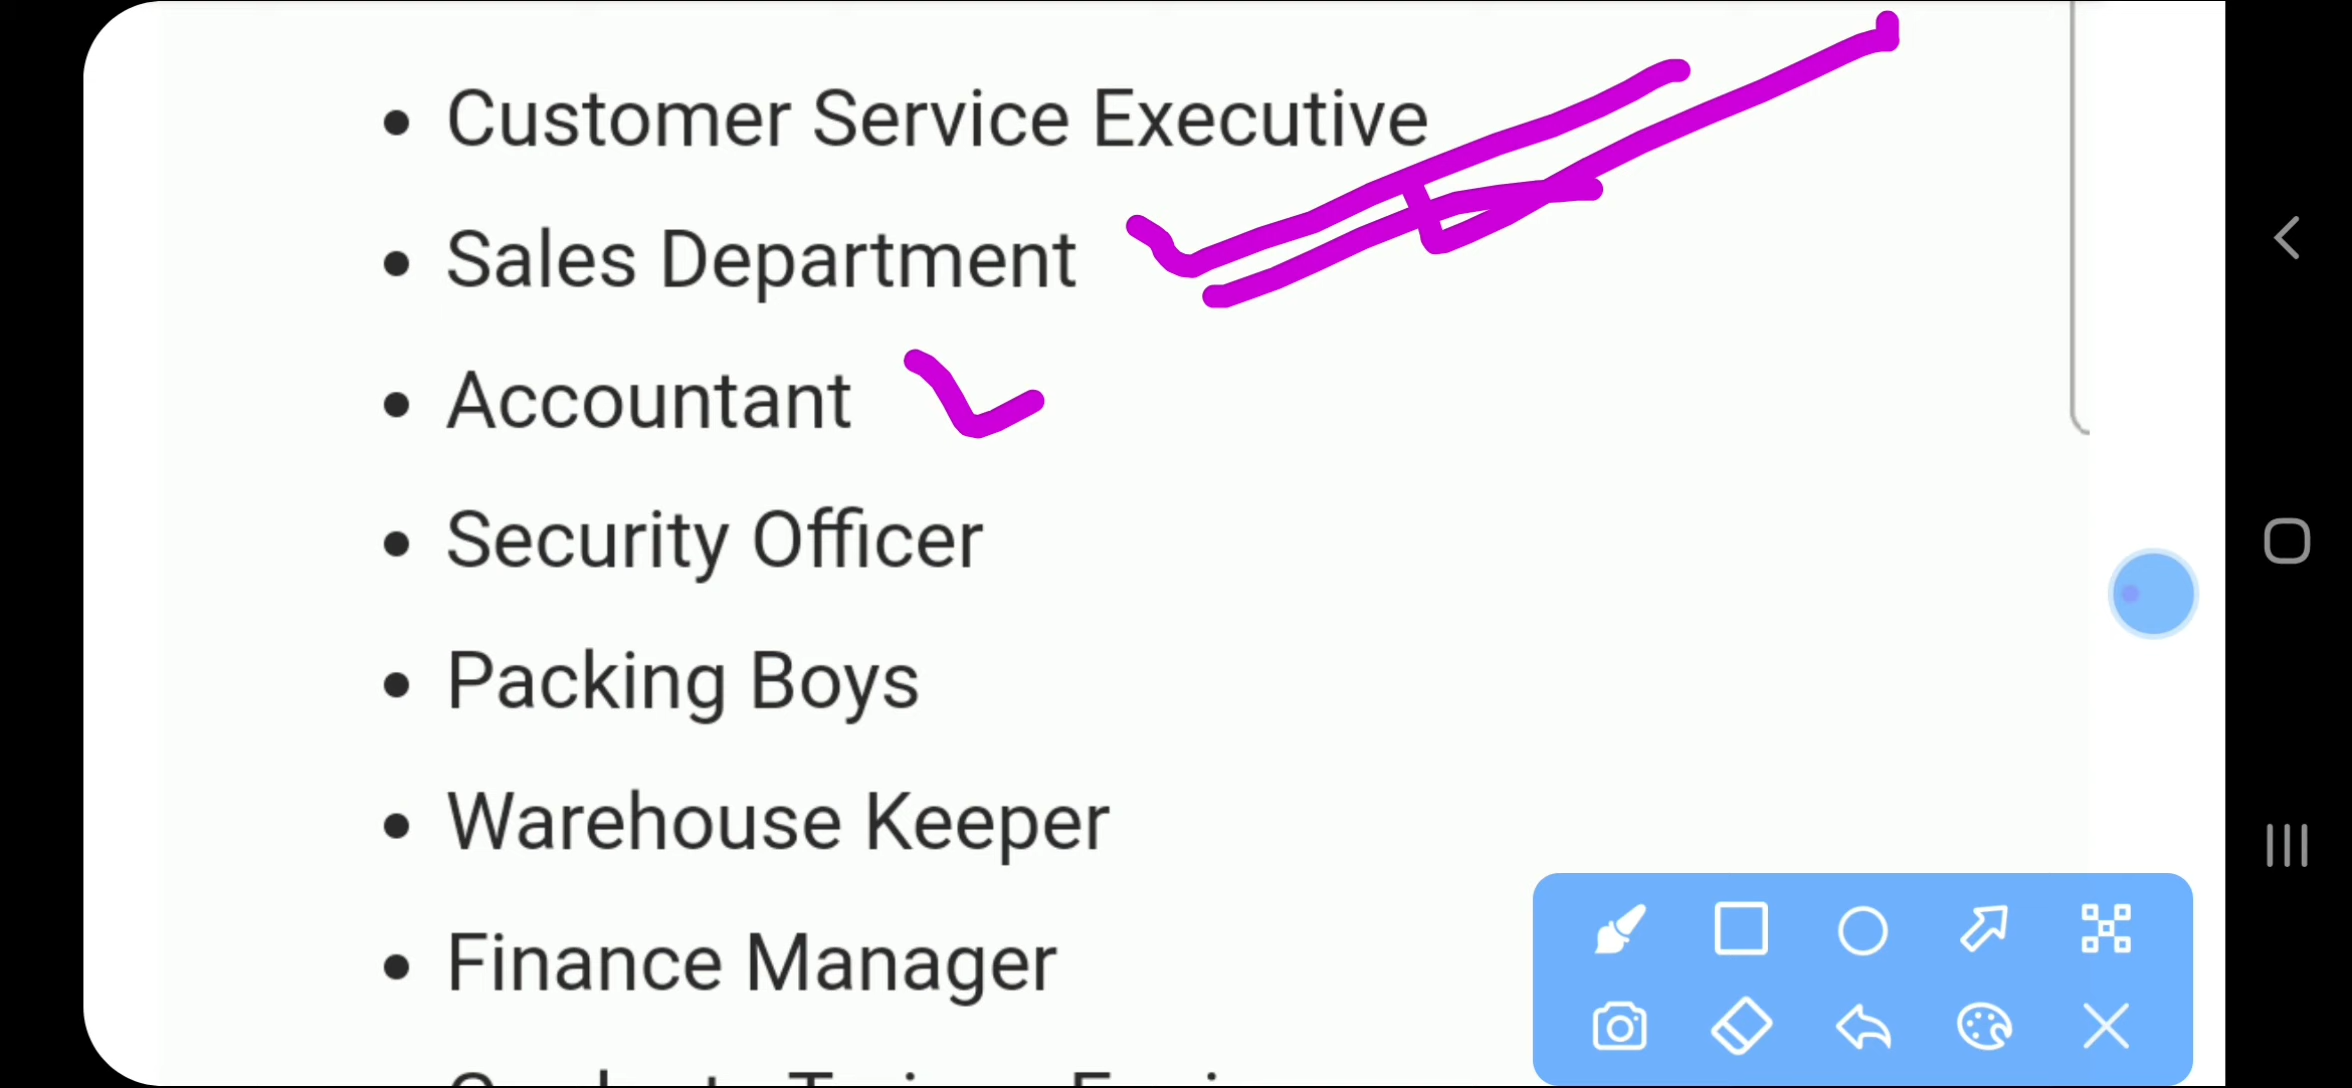 • Customer Service Executive
• Sales Department
• Accountant
• Security Officer
• Packing Boys
• Warehouse Keeper
• Finance Manager